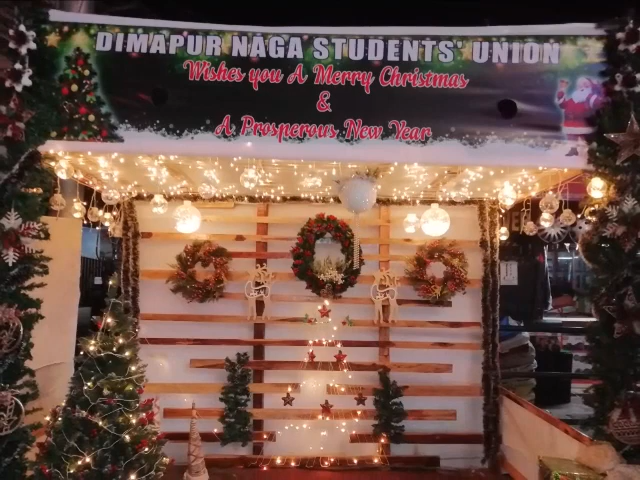 DIMAPUR NAGA STUDENTS' UNION
Wishes you A Merry Christmas
&
A Prosperous New Year